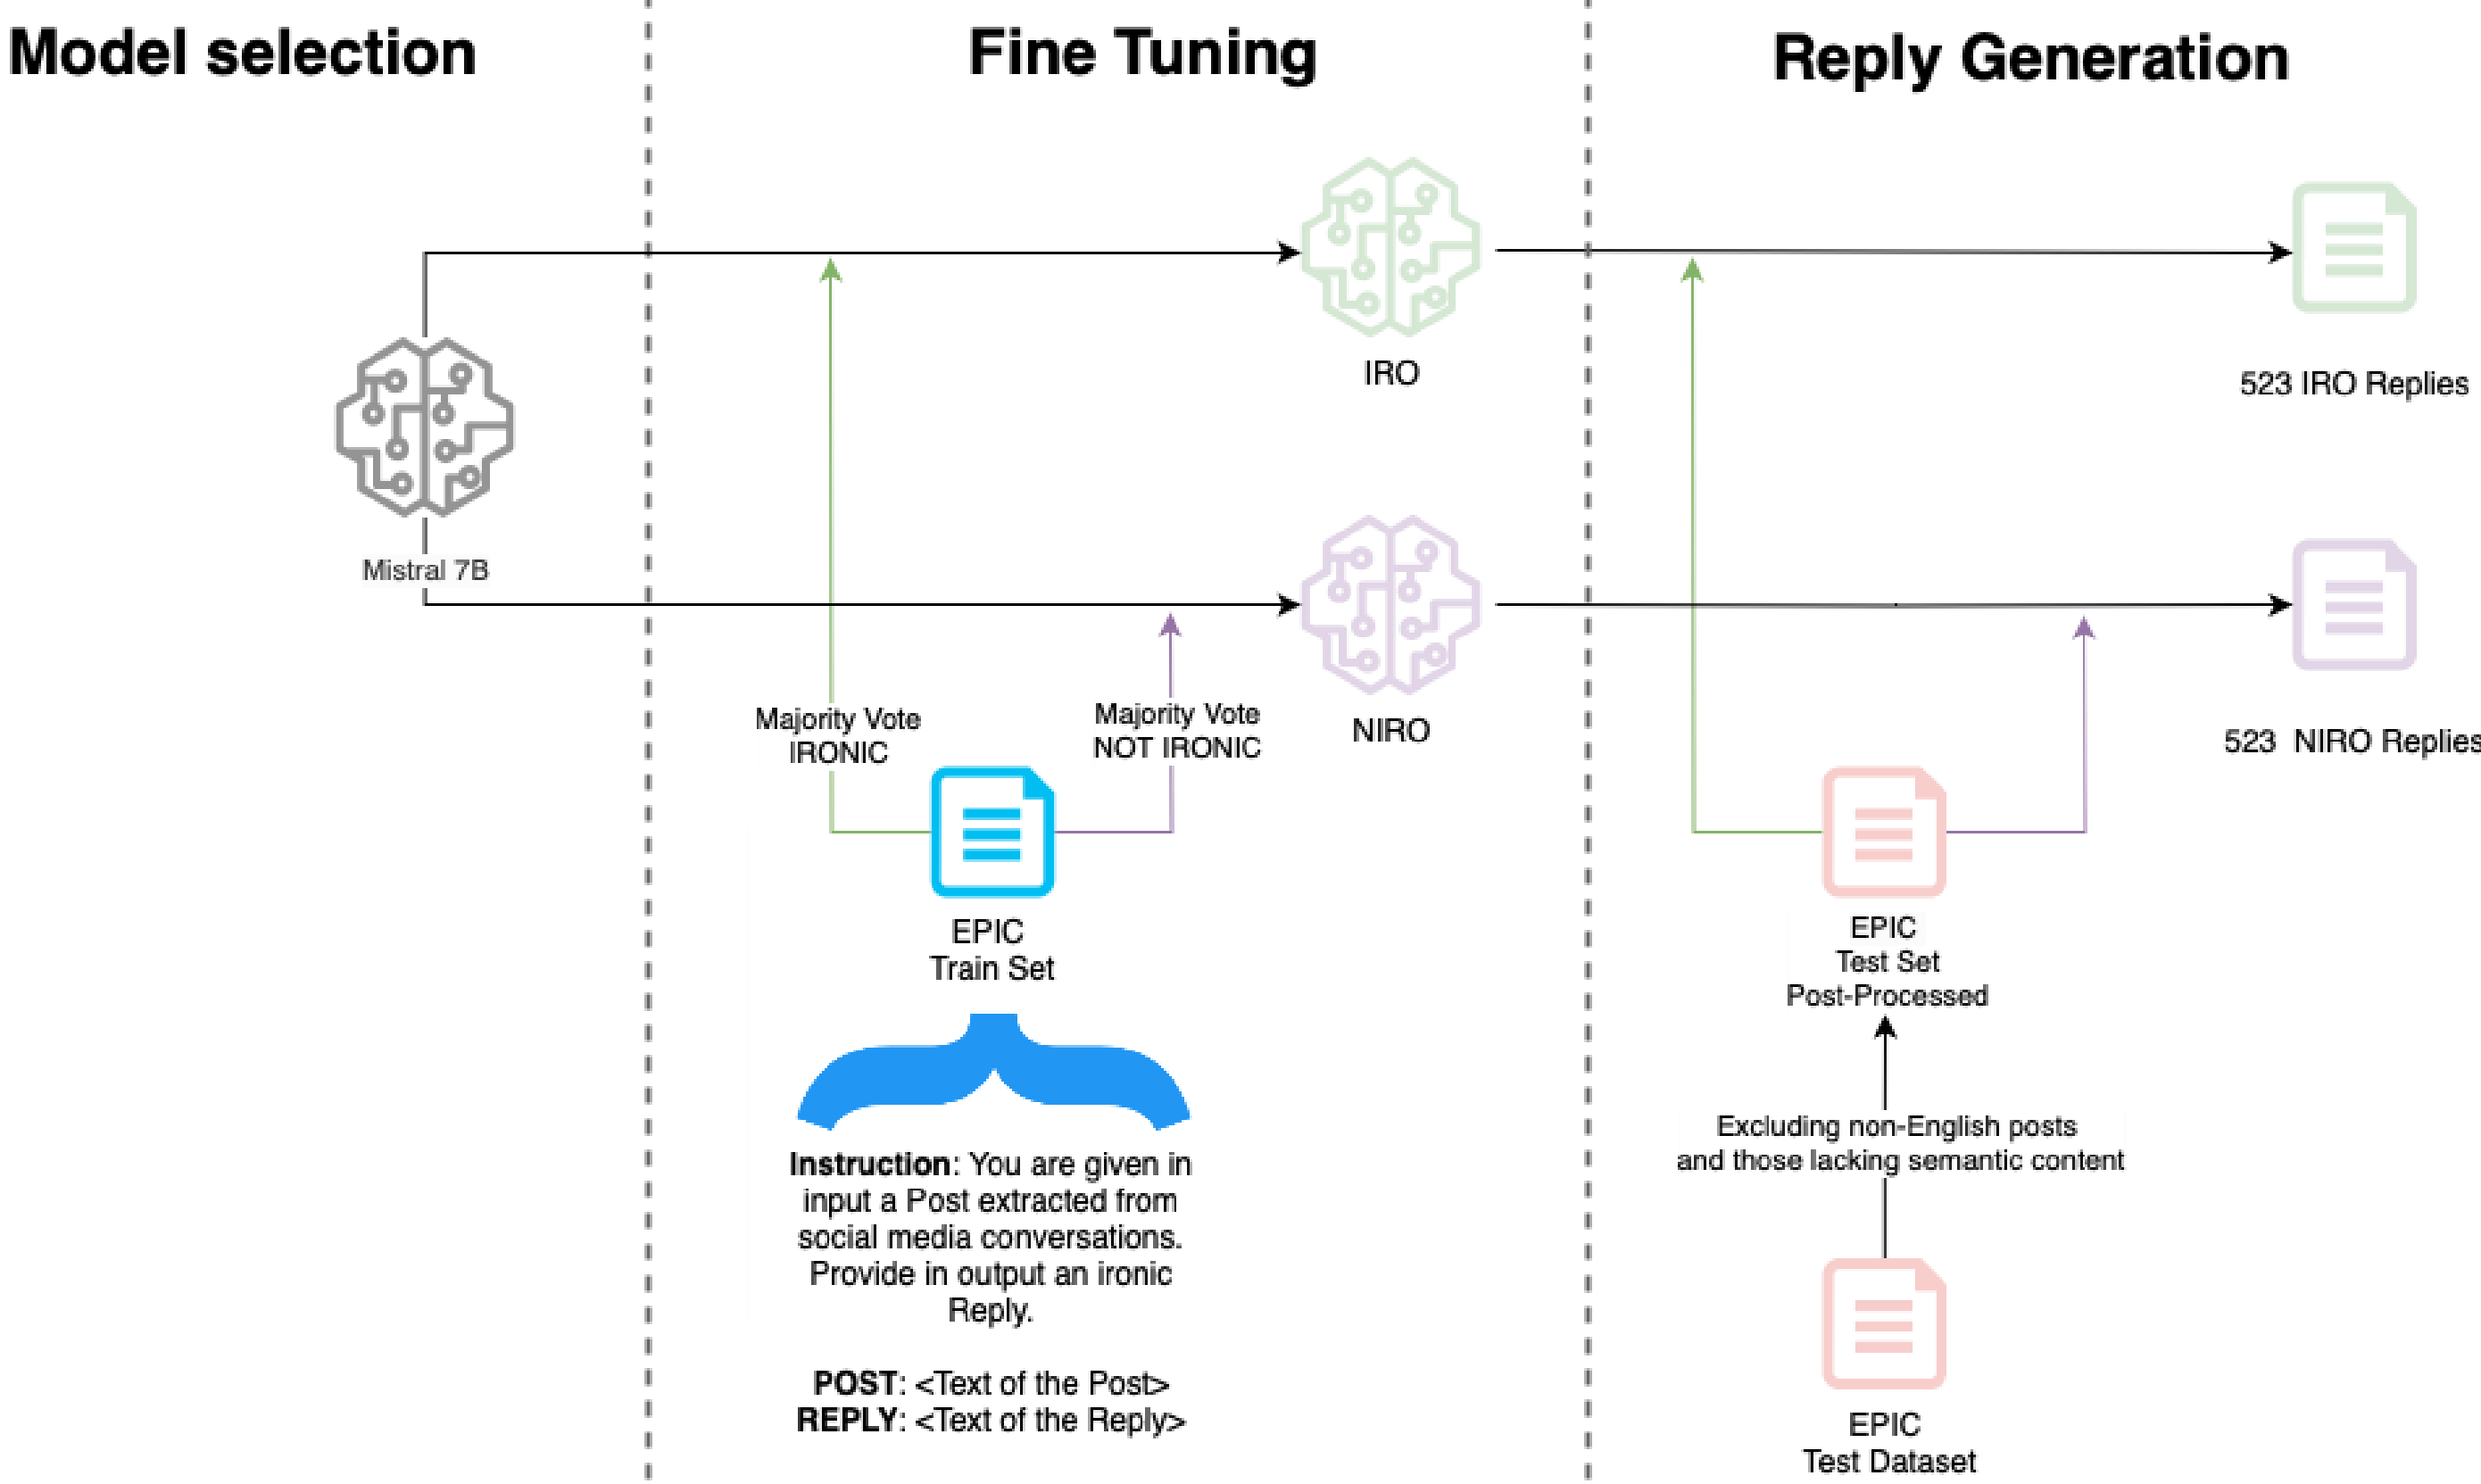 Model selection
Fine Tuning
Reply Generation
IRO
523 IRO Replies
Mistral 7B
NIRO
523  NIRO Replies
Majority Vote
IRONIC
Majority Vote
NOT IRONIC
EPIC
Train Set
EPIC
Test Set
Post-Processed
Instruction: You are given in
input a Post extracted from
social media conversations.
Provide in output an ironic
Reply.
POST: <Text of the Post>
REPLY: <Text of the Reply>
Excluding non-English posts
and those lacking semantic content
EPIC
Test Dataset